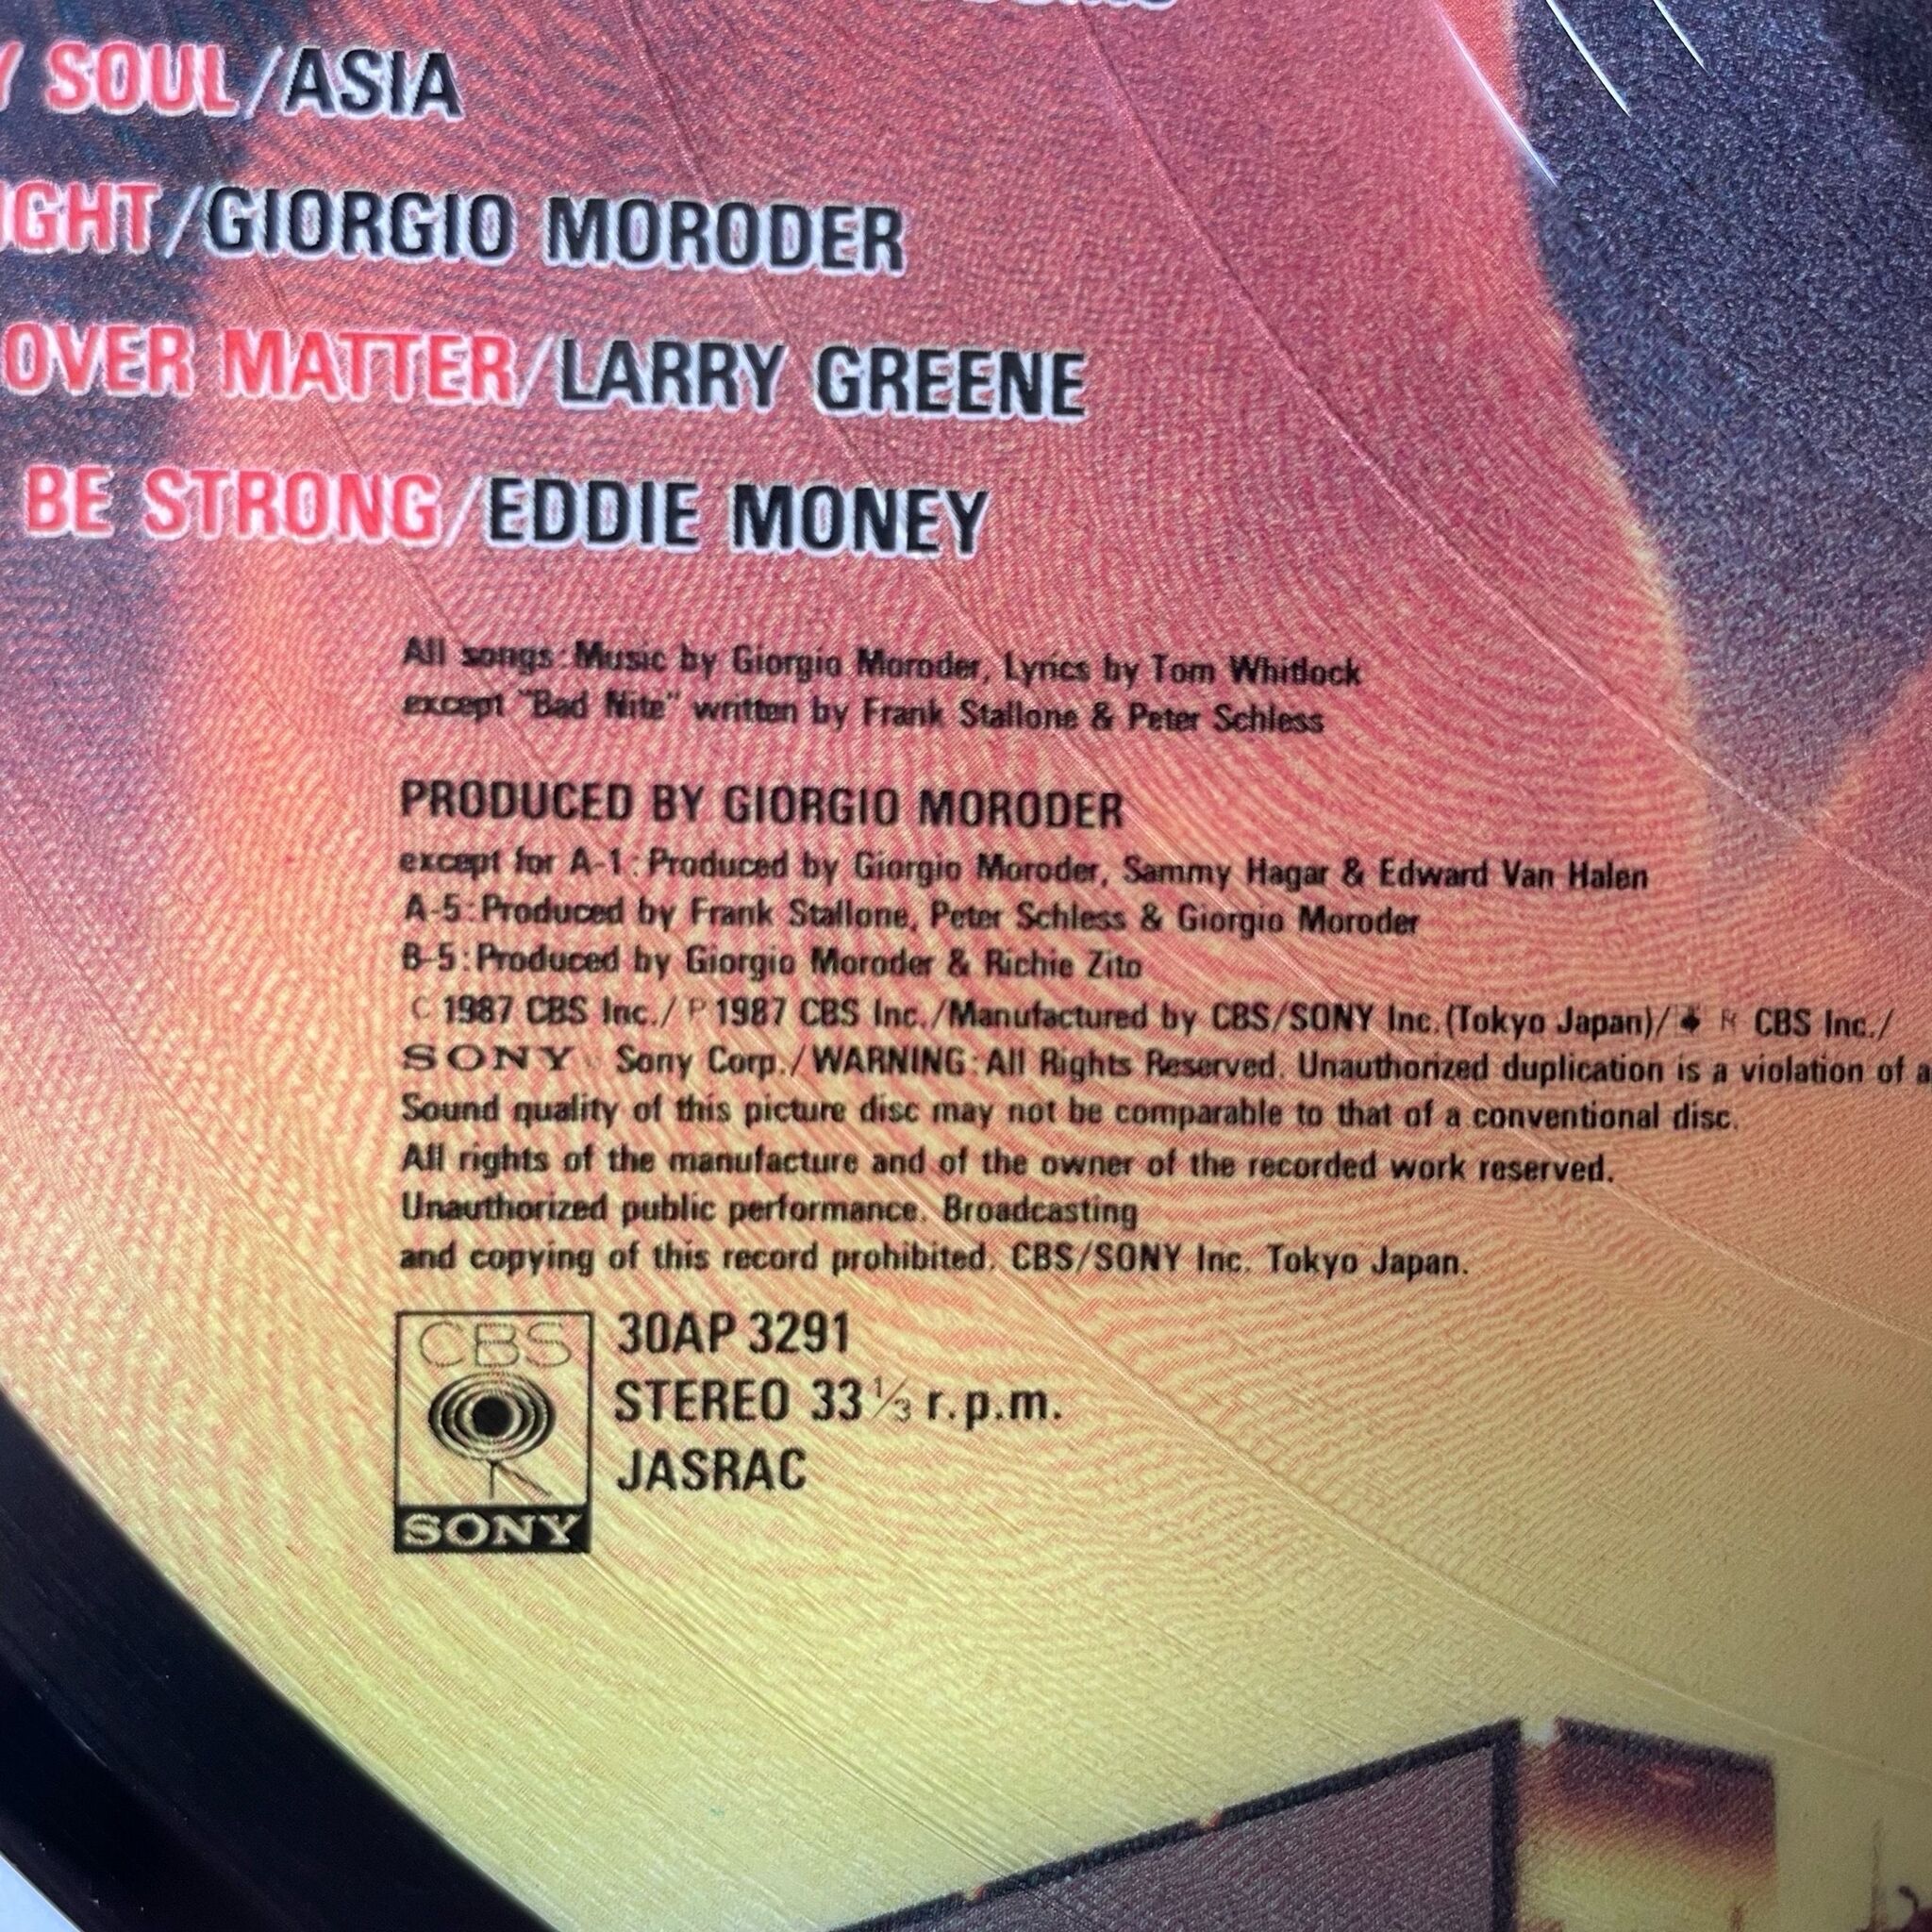 SOUL/ASIA
/GIORGIO MORODER
OVER MATTER/LARRY GREENE
BE STRONG/EDDIE MONEY
All songs:Music by Giorgio Moroder, Lyrics by Tom Whitlock
except "Bad Nite" written by Frank Stallone & Peter Schless
PRODUCED BY GIORGIO MORODER
except for A-1:Produced by Giorgio Moroder, Sammy Hagar & Edward Van Halen
A-5:Produced by Frank Stallone, Peter Schless & Giorgio Moroder
B-5:Produced by Giorgio Moroder & Richie Zito
C 1987 CBS Inc./ P 1987 CBS Inc./Manufactured by CBS/SONY Inc.(Tokyo Japan)/ R CBS Inc./
SONY Sony Corp./WARNING:All Rights Reserved. Unauthorized duplication is a violation of
Sound quality of this picture disc may not be comparable to that of a conventional disc.
All rights of the manufacture and of the owner of the recorded work reserved.
Unauthorized public performance. Broadcasting
and copying of this record prohibited. CBS/SONY Inc. Tokyo Japan.
CBS
SONY
30AP 3291
STEREO 33 1/3 r.p.m.
JASRAC